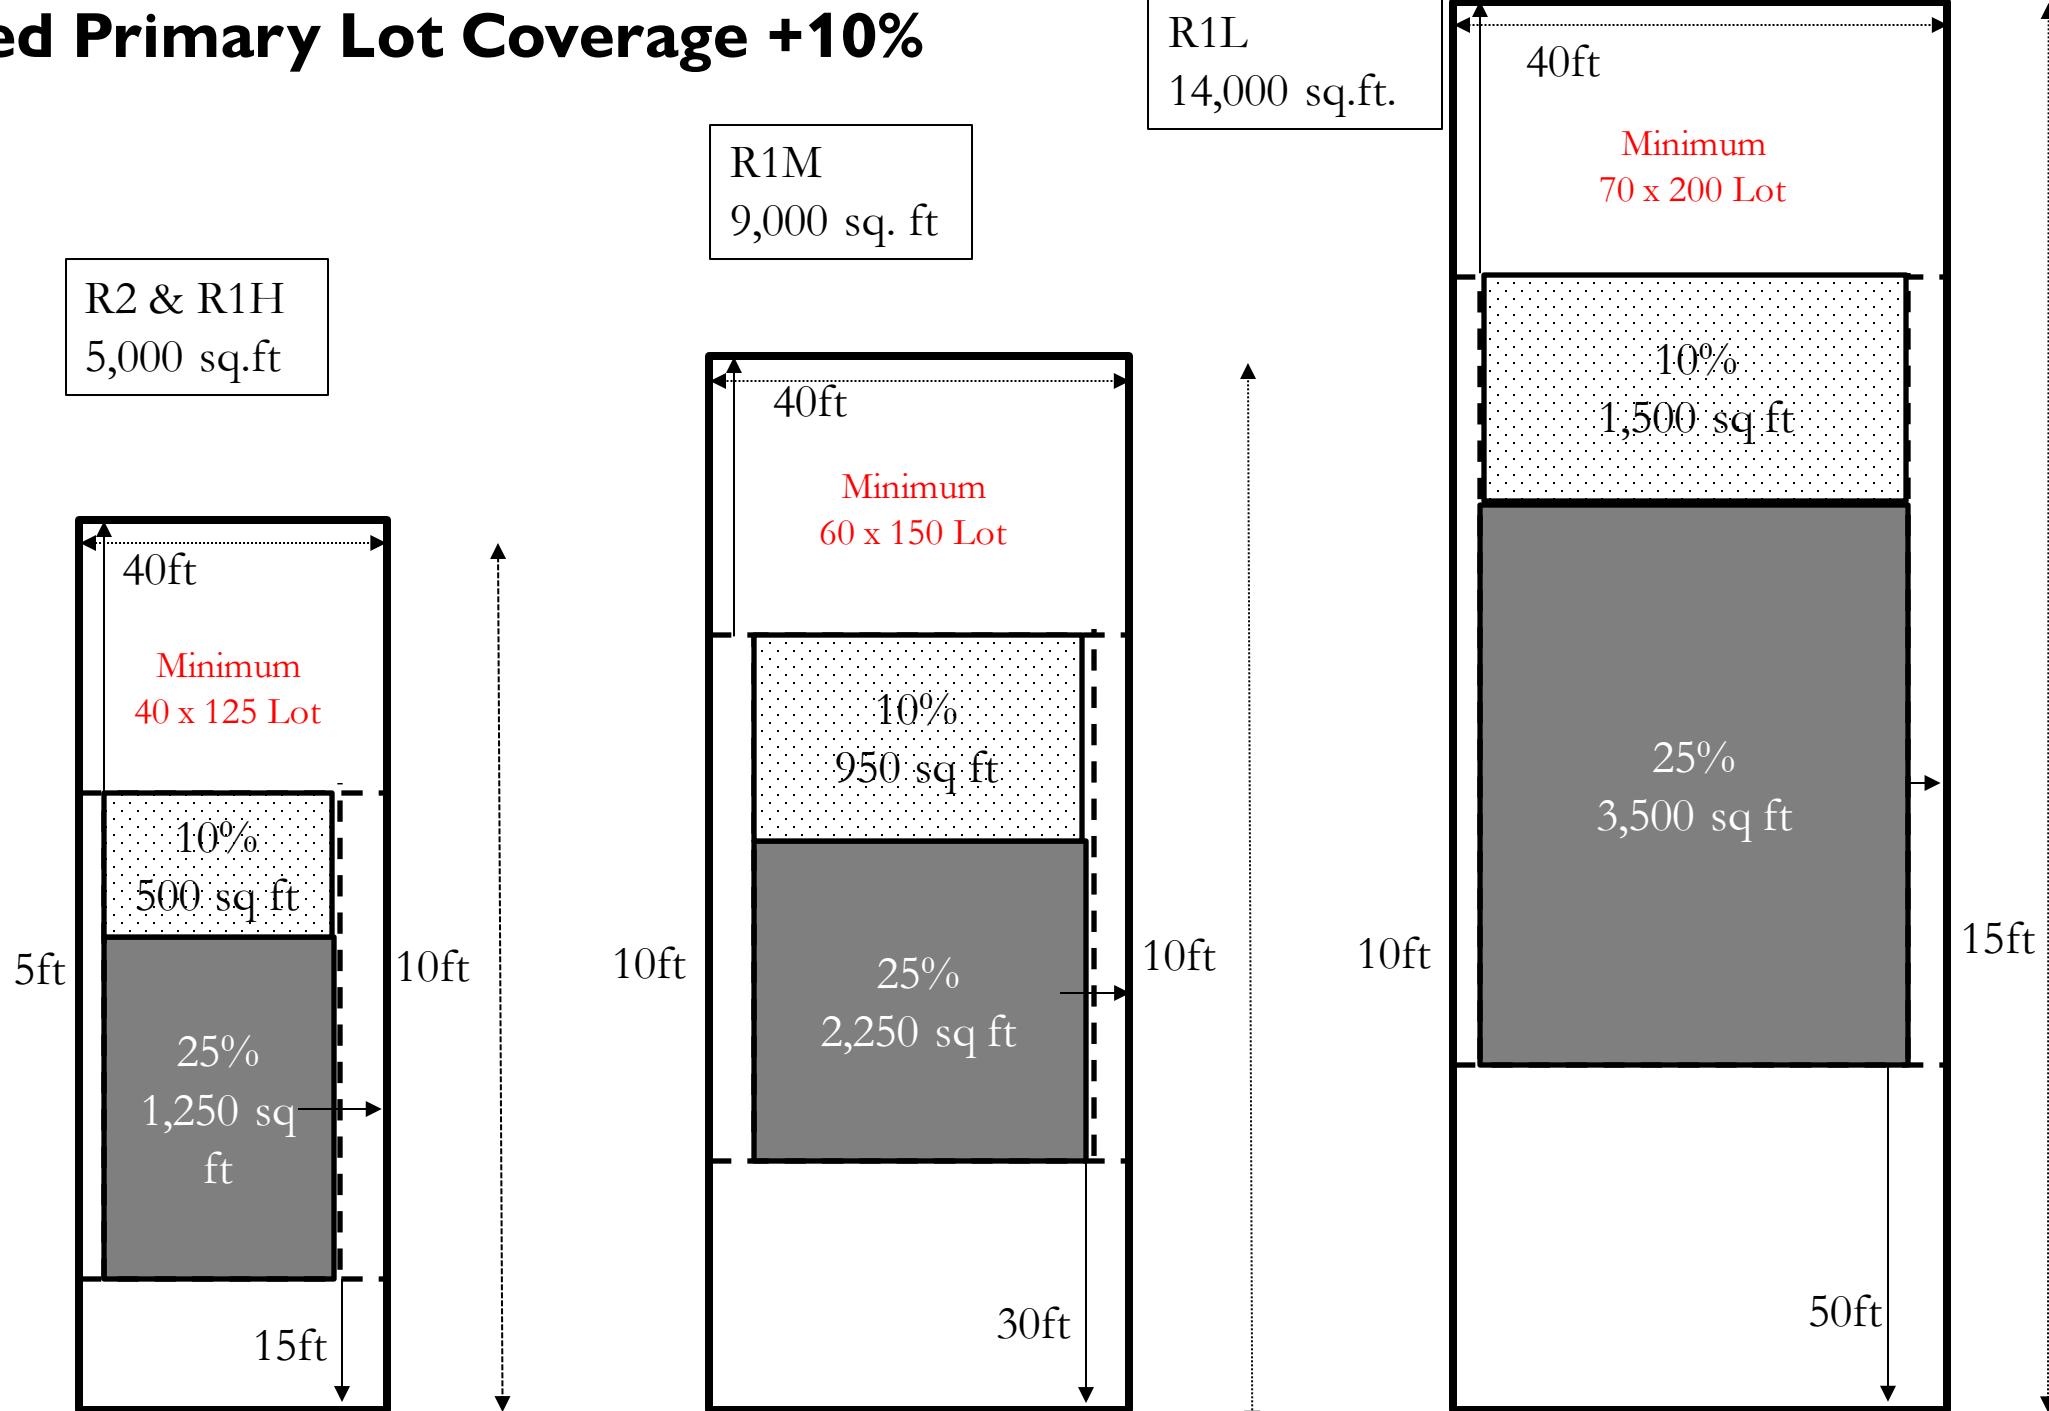 ed Primary Lot Coverage +10%
R2 & R1H
5,000 sq.ft
40ft
Minimum
40 x 125 Lot
10%
500 sq ft
5ft
10ft
25%
1,250 sq
ft
15ft
R1M
9,000 sq. ft
40ft
Minimum
60 x 150 Lot
10%
950 sq ft
10ft
10ft
25%
2,250 sq ft
30ft
R1L
14,000 sq.ft.
40ft
Minimum
70 x 200 Lot
10%
1,500 sq ft
25%
3,500 sq ft
10ft
15ft
50ft